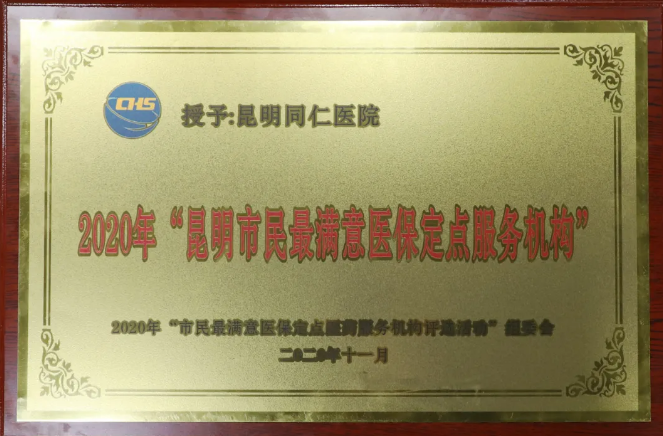 CHS
授予:昆明同仁医院
2020年“昆明市民最满意医保定点服务机构”
2020年“市民最满意医保定点医药服务机构评选活动”组委会
二〇二〇年十一月